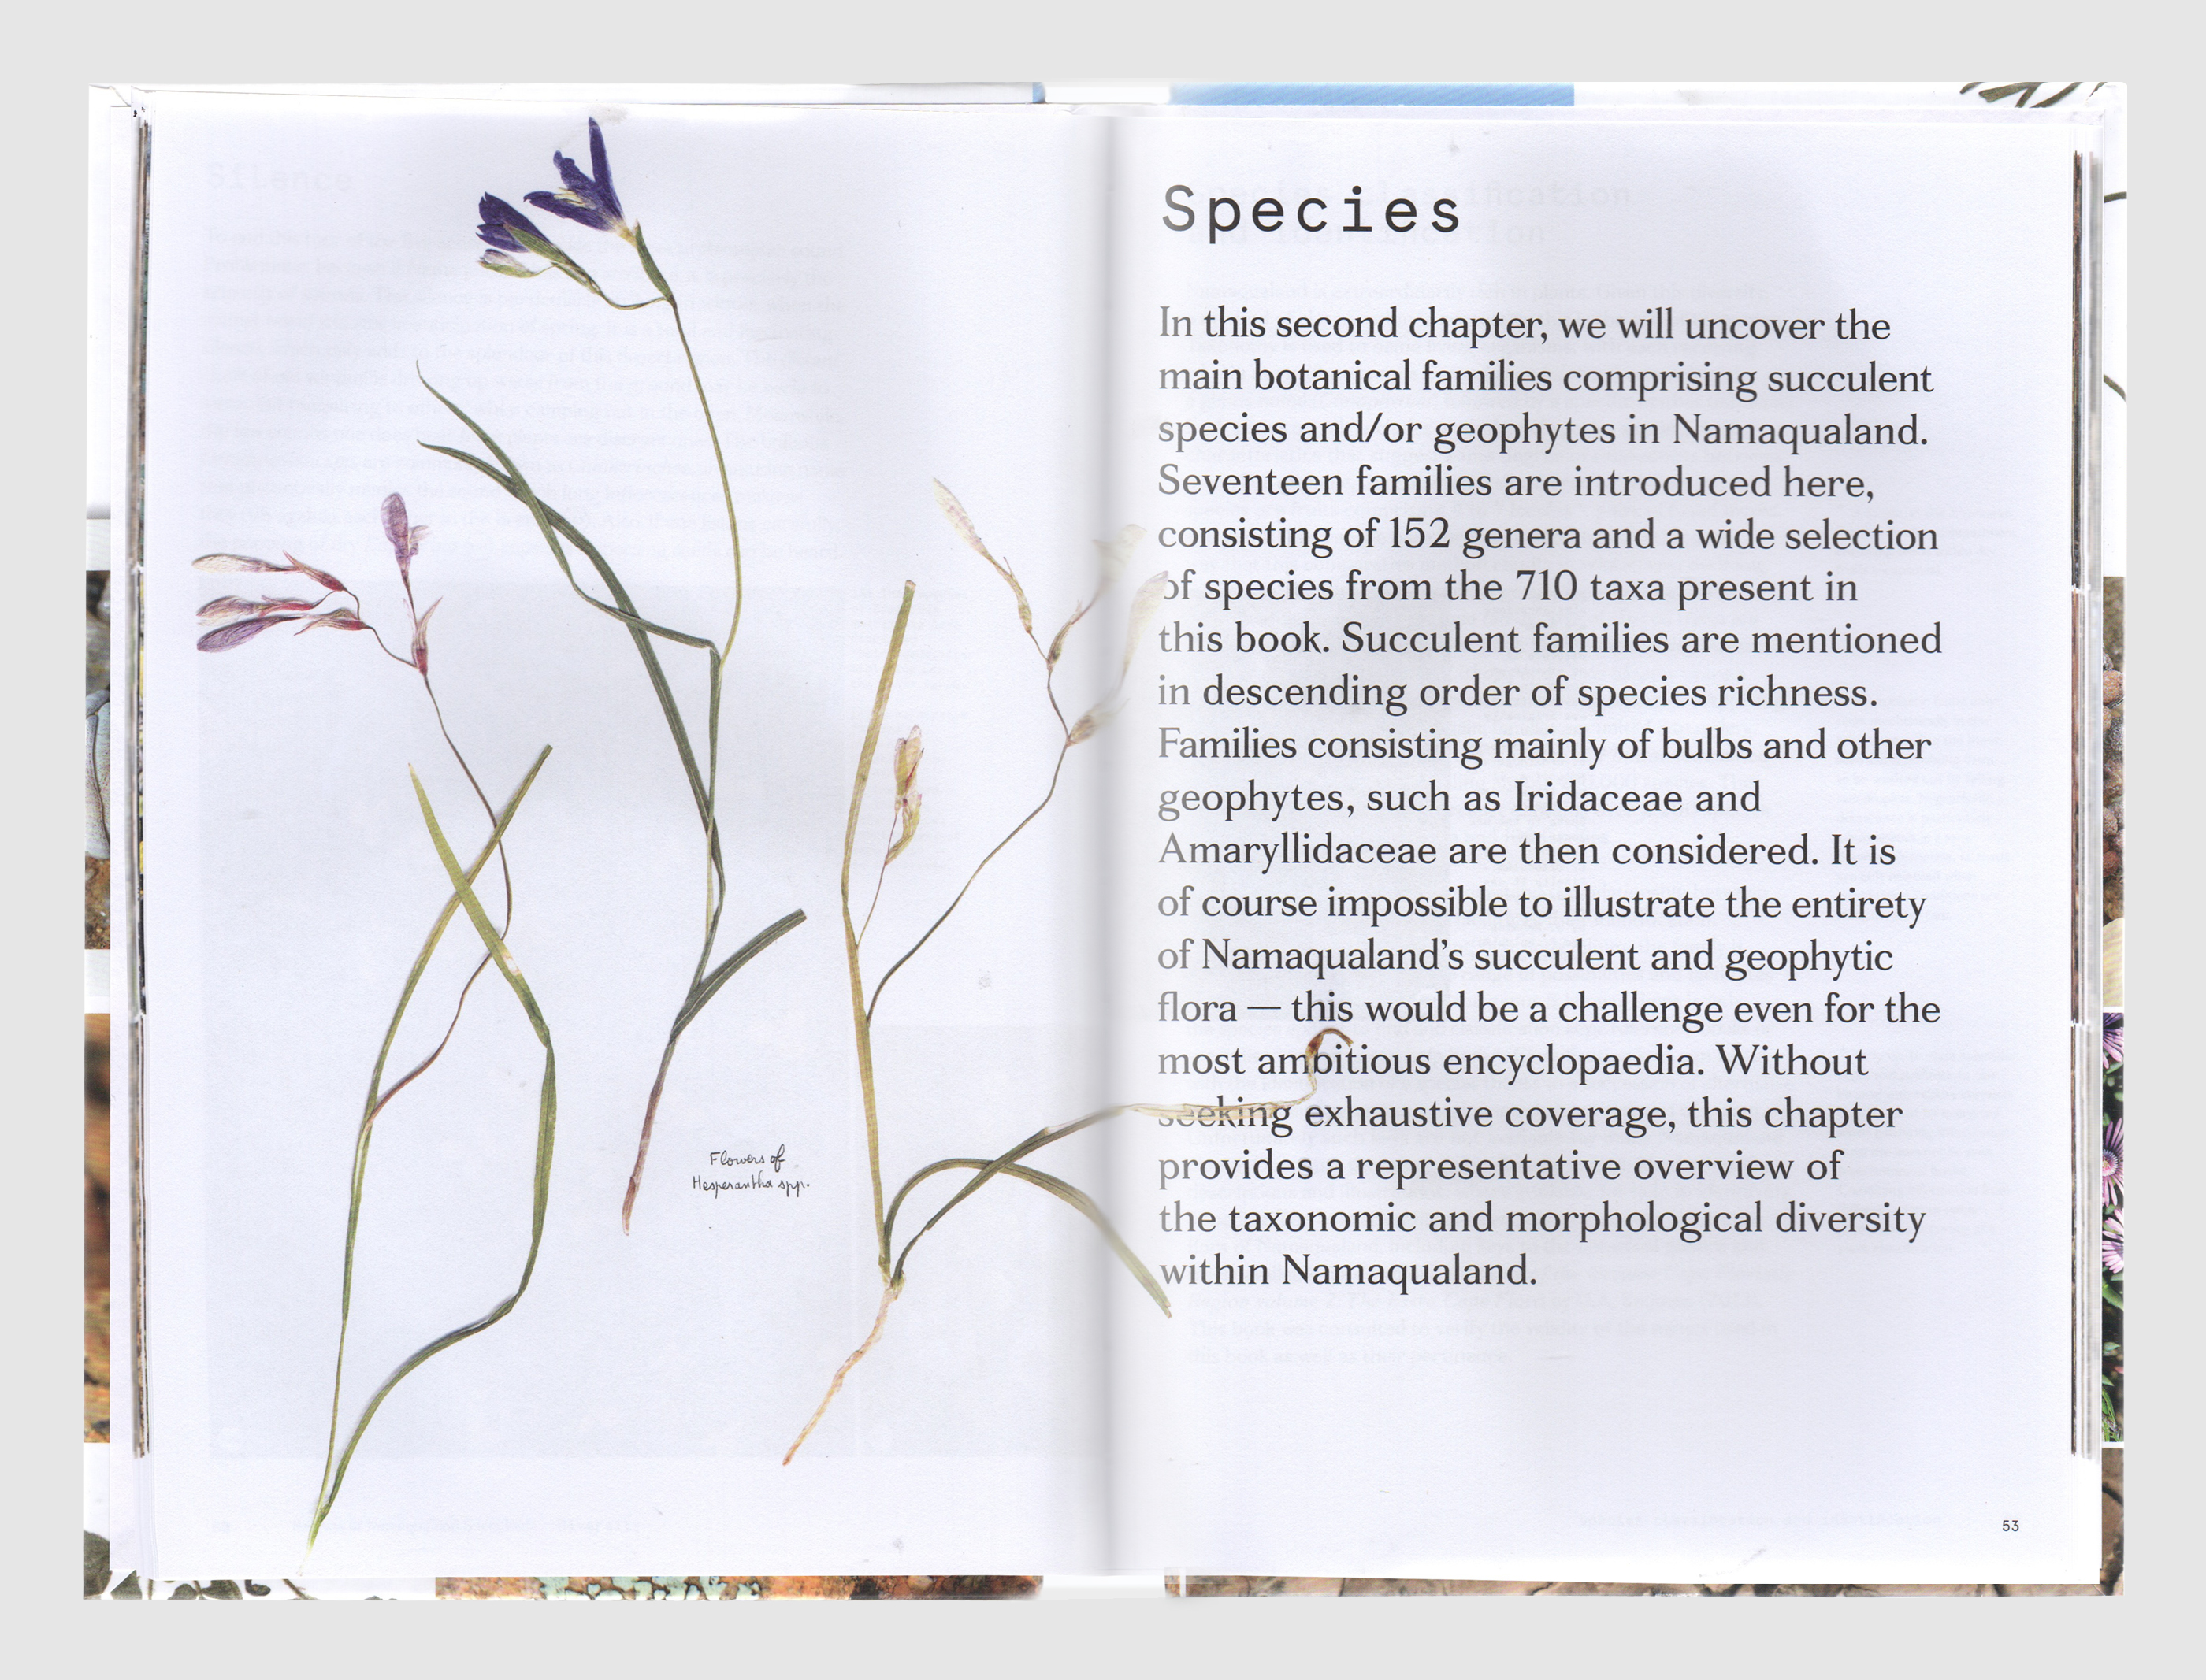 Silence
Flowers of
Hesperantha spp.
Species
In this second chapter, we will uncover the
main botanical families comprising succulent
species and/or geophytes in Namaqualand.
Seventeen families are introduced here,
consisting of 152 genera and a wide selection
of species from the 710 taxa present in
this book. Succulent families are mentioned
in descending order of species richness.
Families consisting mainly of bulbs and other
geophytes, such as Iridaceae and
Amaryllidaceae are then considered. It is
of course impossible to illustrate the entirety
of Namaqualand’s succulent and geophytic
flora — this would be a challenge even for the
most ambitious encyclopaedia. Without
seeking exhaustive coverage, this chapter
provides a representative overview of
the taxonomic and morphological diversity
within Namaqualand.
53